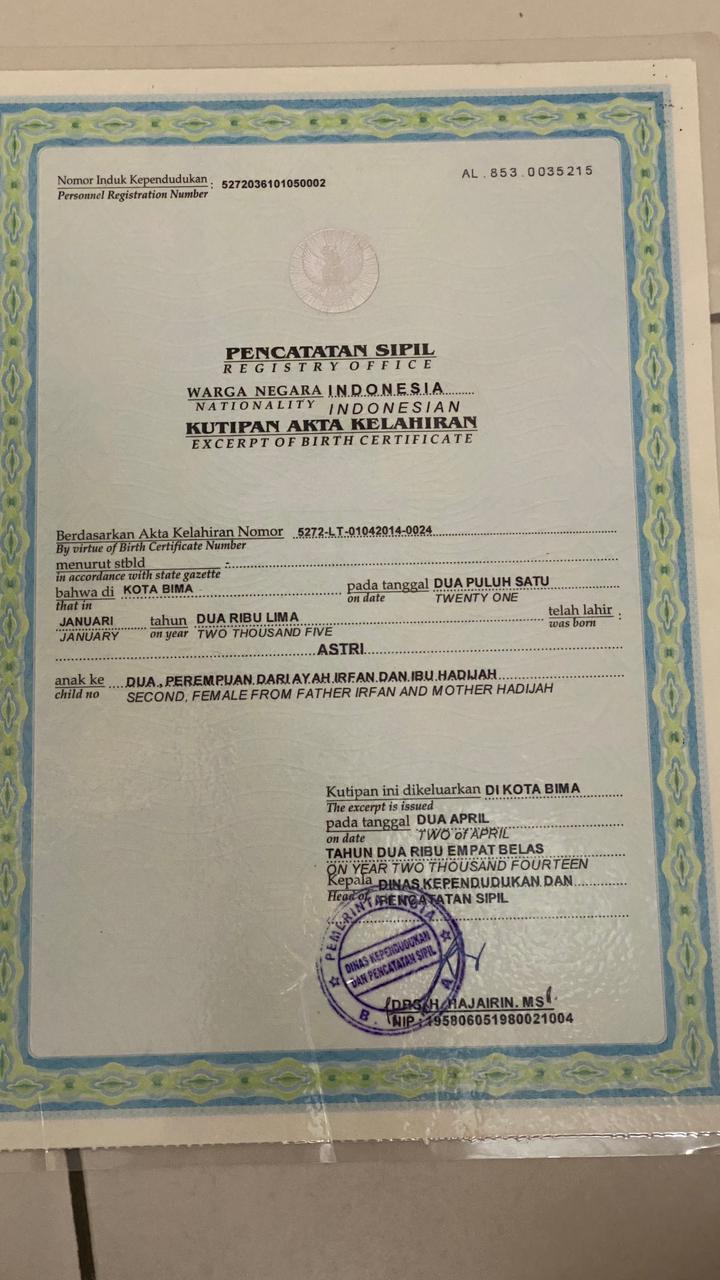 Nomor Induk Kependudukan : 5272036101050002
Personnel Registration Number
AL . 853 . 0035215
PENCATATAN SIPIL
REGISTRY OFFICE
WARGA NEGARA INDONESIA
NATIONALITY INDONESIAN
KUTIPAN AKTA KELAHIRAN
EXCERPT OF BIRTH CERTIFICATE
Berdasarkan Akta Kelahiran Nomor 5272-LT-01042014-0024
By virtue of Birth Certificate Number
menurut stbld -
in accordance with state gazette
bahwa di KOTA BIMA pada tanggal DUA PULUH SATU
that in on date TWENTY ONE
JANUARI tahun DUA RIBU LIMA telah lahir :
JANUARY on year TWO THOUSAND FIVE was born
ASTRI
anak ke DUA, PEREMPUAN DARI AYAH IRFAN DAN IBU HADIJAH
child no SECOND, FEMALE FROM FATHER IRFAN AND MOTHER HADIJAH
Kutipan ini dikeluarkan DI KOTA BIMA
The excerpt is issued
pada tanggal DUA APRIL
on date TWO of APRIL
TAHUN DUA RIBU EMPAT BELAS
ON YEAR TWO THOUSAND FOURTEEN
Kepala DINAS KEPENDUDUKAN DAN
Head of PENCATATAN SIPIL
PEMERINTAH KOTA
DINAS KEPENDUDUKAN
DAN PENCATATAN SIPIL
DRS. H. HAJAIRIN. MSI
NIP : 195806051980021004